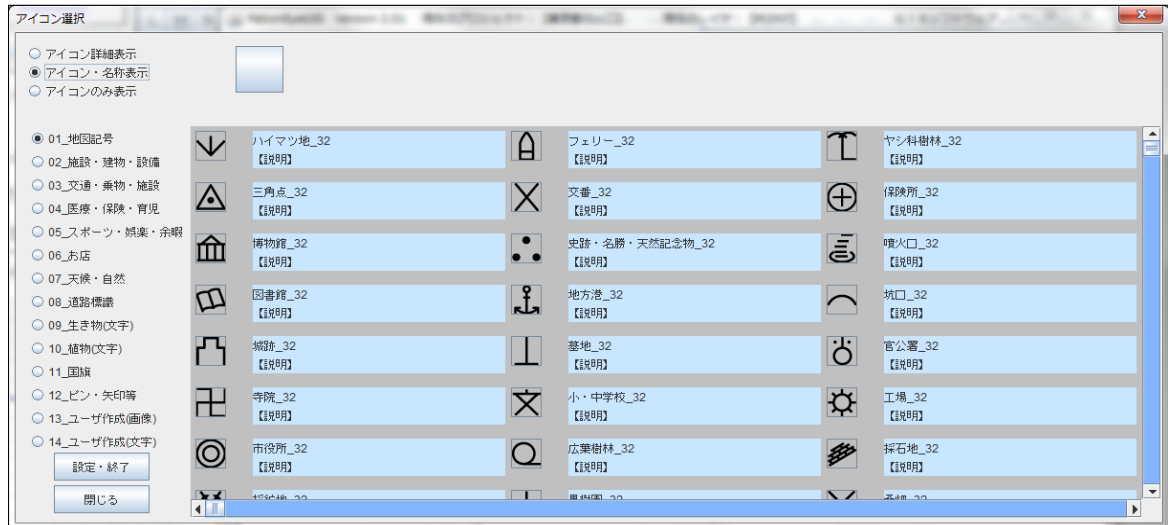 アイコン選択
アイコン詳細表示
アイコン・名称表示
アイコンのみ表示
01_地図記号
02_施設・建物・設備
03_交通・乗物・施設
04_医療・保険・育児
05_スポーツ・娯楽・余暇
06_お店
07_天候・自然
08_道路標識
09_生き物(文字)
10_植物(文字)
11_国旗
12_ピン・矢印等
13_ユーザ作成(画像)
14_ユーザ作成(文字)
設定・終了
閉じる
ハイマツ地_32 フェリー_32 ヤシ科樹林_32
【説明】 【説明】 【説明】
三角点_32 交番_32 保険所_32
【説明】 【説明】 【説明】
博物館_32 史跡・名勝・天然記念物_32 噴火口_32
【説明】 【説明】 【説明】
図書館_32 地方港_32 坑口_32
【説明】 【説明】 【説明】
城跡_32 墓地_32 官公署_32
【説明】 【説明】 【説明】
寺院_32 小・中学校_32 工場_32
【説明】 【説明】 【説明】
市役所_32 広葉樹林_32 採石地_32
【説明】 【説明】 【説明】